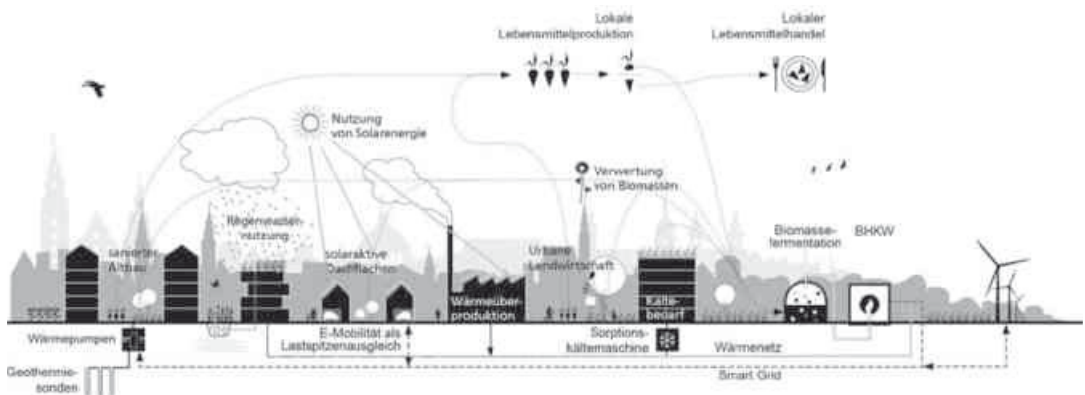 Lokale
Lebensmittelproduktion
Lokaler
Lebensmittelhandel
Nutzung
von Solarenergie
Verwertung
von Biomassen
Regenwasser-
nutzung
Biomasse-
fermentation
BHKW
sanierter
Altbau
solaraktive
Dachflächen
Urbane
Landwirtschaft
Wärmeüber-
produktion
Kälte-
bedarf
Wärmepumpen
E-Mobilität als
Lastspitzenausgleich
Sorptions-
kältemaschine
Wärmenetz
Geothermie-
sonden
Smart Grid